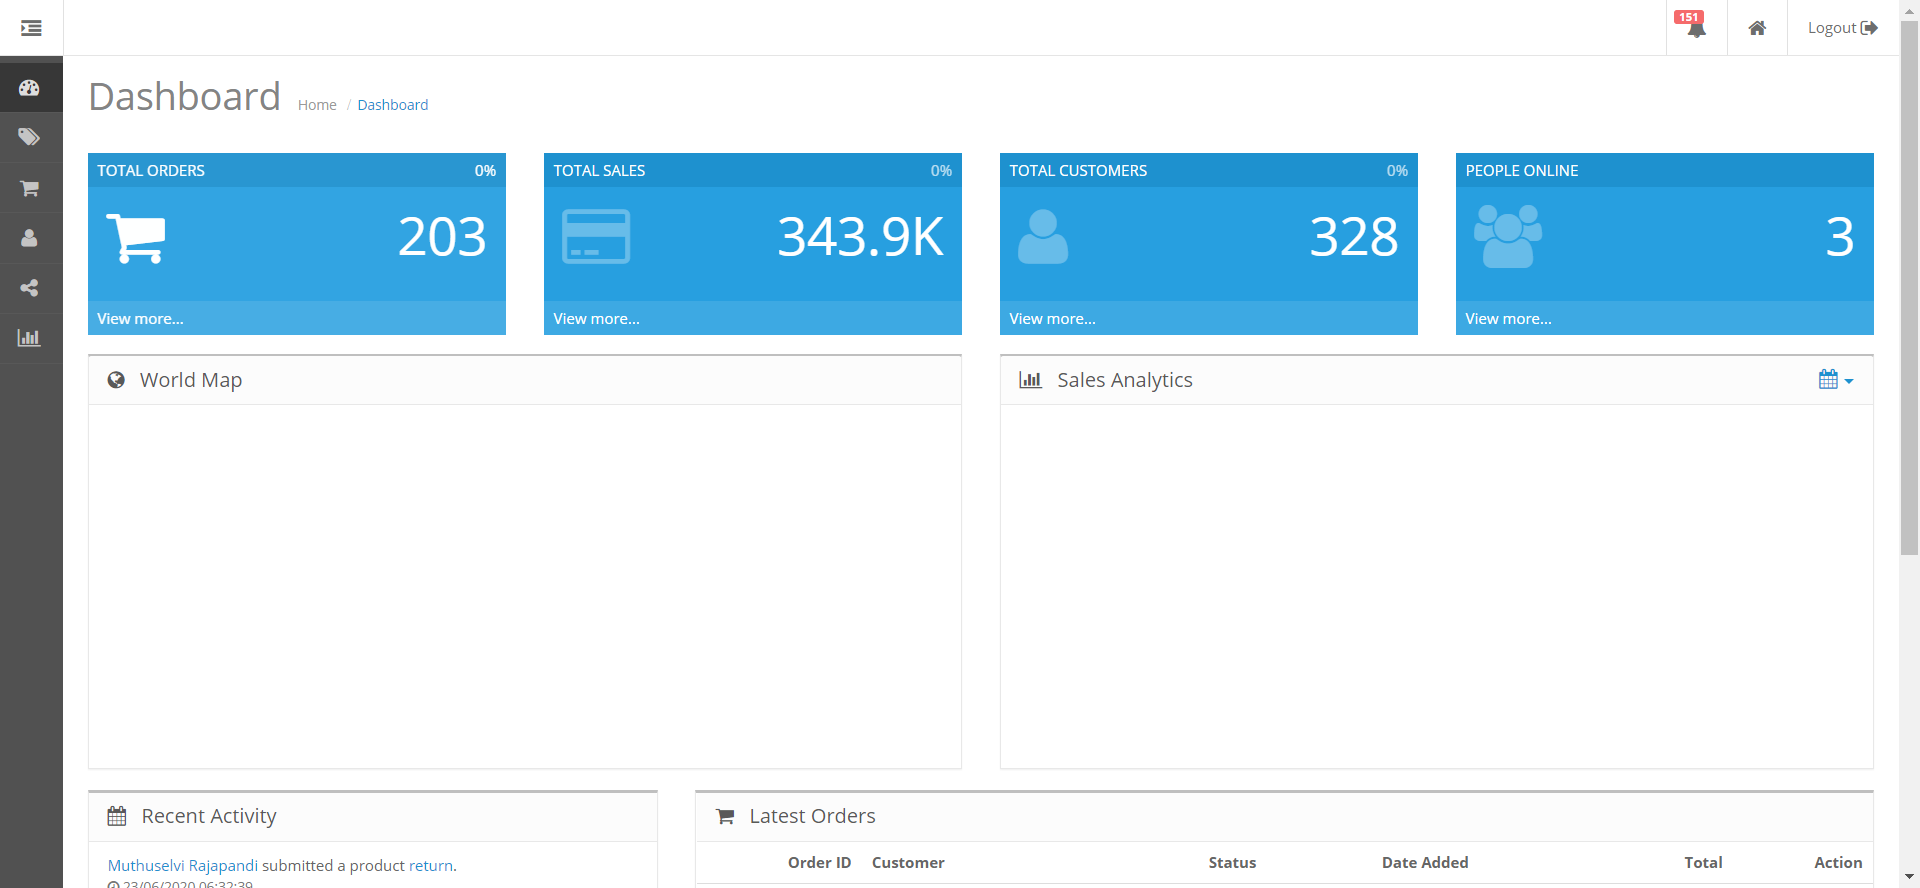 151
Logout
Dashboard Home / Dashboard
TOTAL ORDERS 0%
203
View more...
TOTAL SALES 0%
343.9K
View more...
TOTAL CUSTOMERS 0%
328
View more...
PEOPLE ONLINE
3
View more...
World Map
Sales Analytics
Recent Activity
Muthuselvi Rajapandi submitted a product return.
23/06/2020 06:32:39
Latest Orders
Order ID Customer Status Date Added Total Action